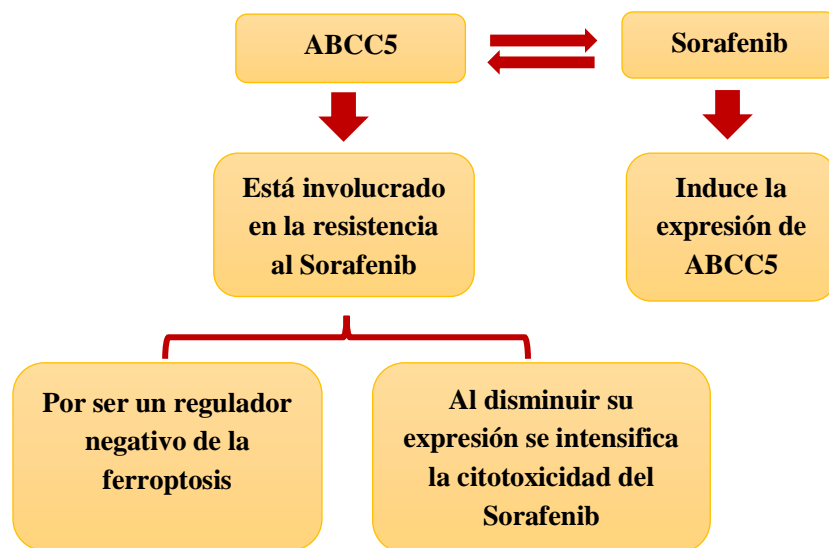 ABCC5
Sorafenib
Está involucrado
en la resistencia
al Sorafenib
Induce la
expresión de
ABCC5
Por ser un regulador
negativo de la
ferroptosis
Al disminuir su
expresión se intensifica
la citotoxicidad del
Sorafenib